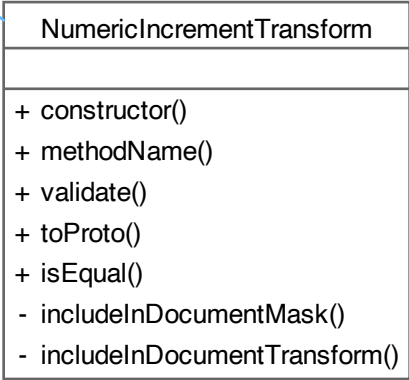 NumericIncrementTransform
+ constructor()
+ methodName()
+ validate()
+ toProto()
+ isEqual()
- includeInDocumentMask()
- includeInDocumentTransform()